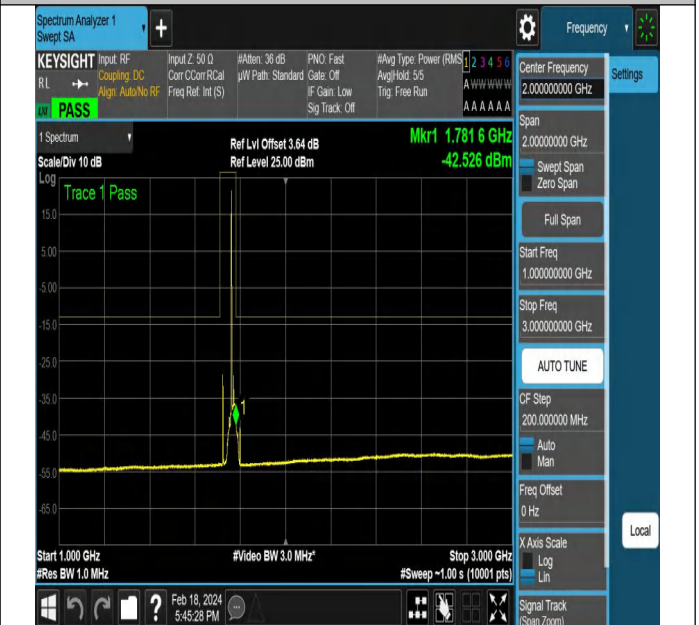 Spectrum Analyzer 1
Swept SA
Frequency
KEYSIGHT
RL
PASS
Input: RF
Coupling: DC
Align: Auto/No RF
Input Z: 50 Ω
Corr CCorr RCal
Freq Ref: Int (S)
#Atten: 36 dB
µW Path: Standard
PNO: Fast
Gate: Off
IF Gain: Low
Sig Track: Off
#Avg Type: Power (RMS
Avg|Hold: 5/5
Trig: Free Run
1 2 3 4 5 6
A W W W W W
A A A A A A
1 Spectrum
Scale/Div 10 dB
Ref Lvl Offset 3.64 dB
Ref Level 25.00 dBm
Mkr1 1.781 6 GHz
-42.526 dBm
Log
Trace 1 Pass
15.0
5.00
-5.00
-15.0
-25.0
-35.0
1
-45.0
-55.0
-65.0
Start 1.000 GHz
#Res BW 1.0 MHz
#Video BW 3.0 MHz*
Stop 3.000 GHz
#Sweep ~1.00 s (10001 pts)
Feb 18, 2024
5:45:28 PM
Center Frequency
2.000000000 GHz
Settings
Span
2.00000000 GHz
Swept Span
Zero Span
Full Span
Start Freq
1.000000000 GHz
Stop Freq
3.000000000 GHz
AUTO TUNE
CF Step
200.000000 MHz
Auto
Man
Freq Offset
0 Hz
Local
X Axis Scale
Log
Lin
Signal Track
(Span Zoom)